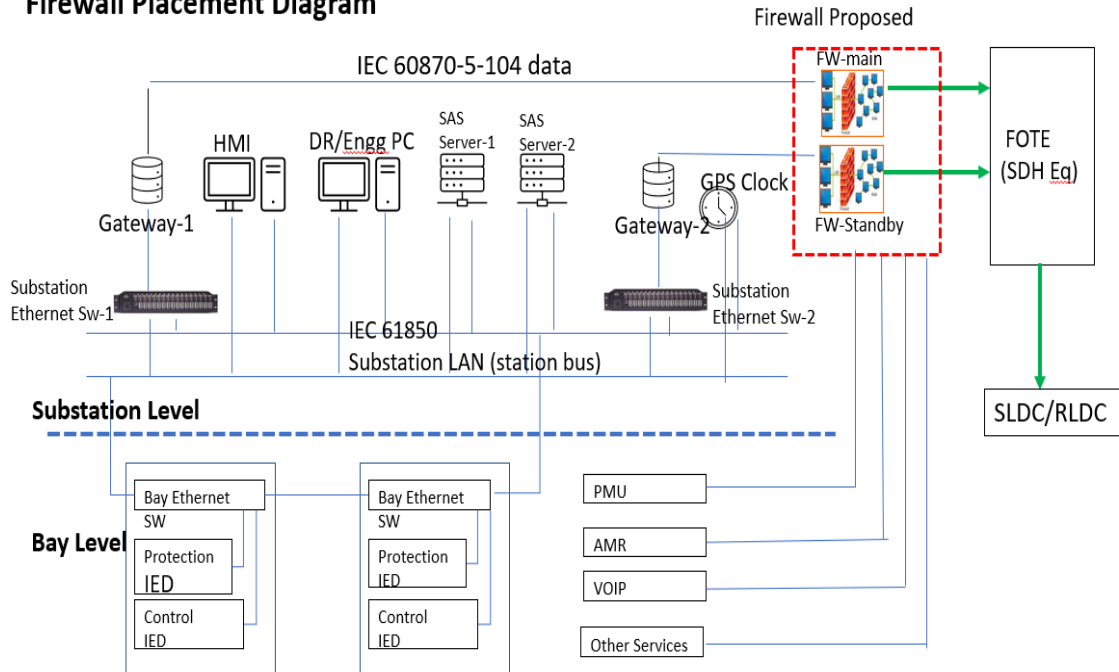 Firewall Placement Diagram
Firewall Proposed
IEC 60870-5-104 data
FW-main
SAS
Server-1
SAS
Server-2
HMI
DR/Engg PC
FOTE
(SDH Eq)
GPS Clock
Gateway-1
Gateway-2
FW-Standby
Substation
Ethernet Sw-1
Substation
Ethernet Sw-2
IEC 61850
Substation LAN (station bus)
Substation Level
SLDC/RLDC
Bay Level
Bay Ethernet
SW
Protection
IED
Control
IED
Bay Ethernet
SW
Protection
IED
Control
IED
PMU
AMR
VOIP
Other Services